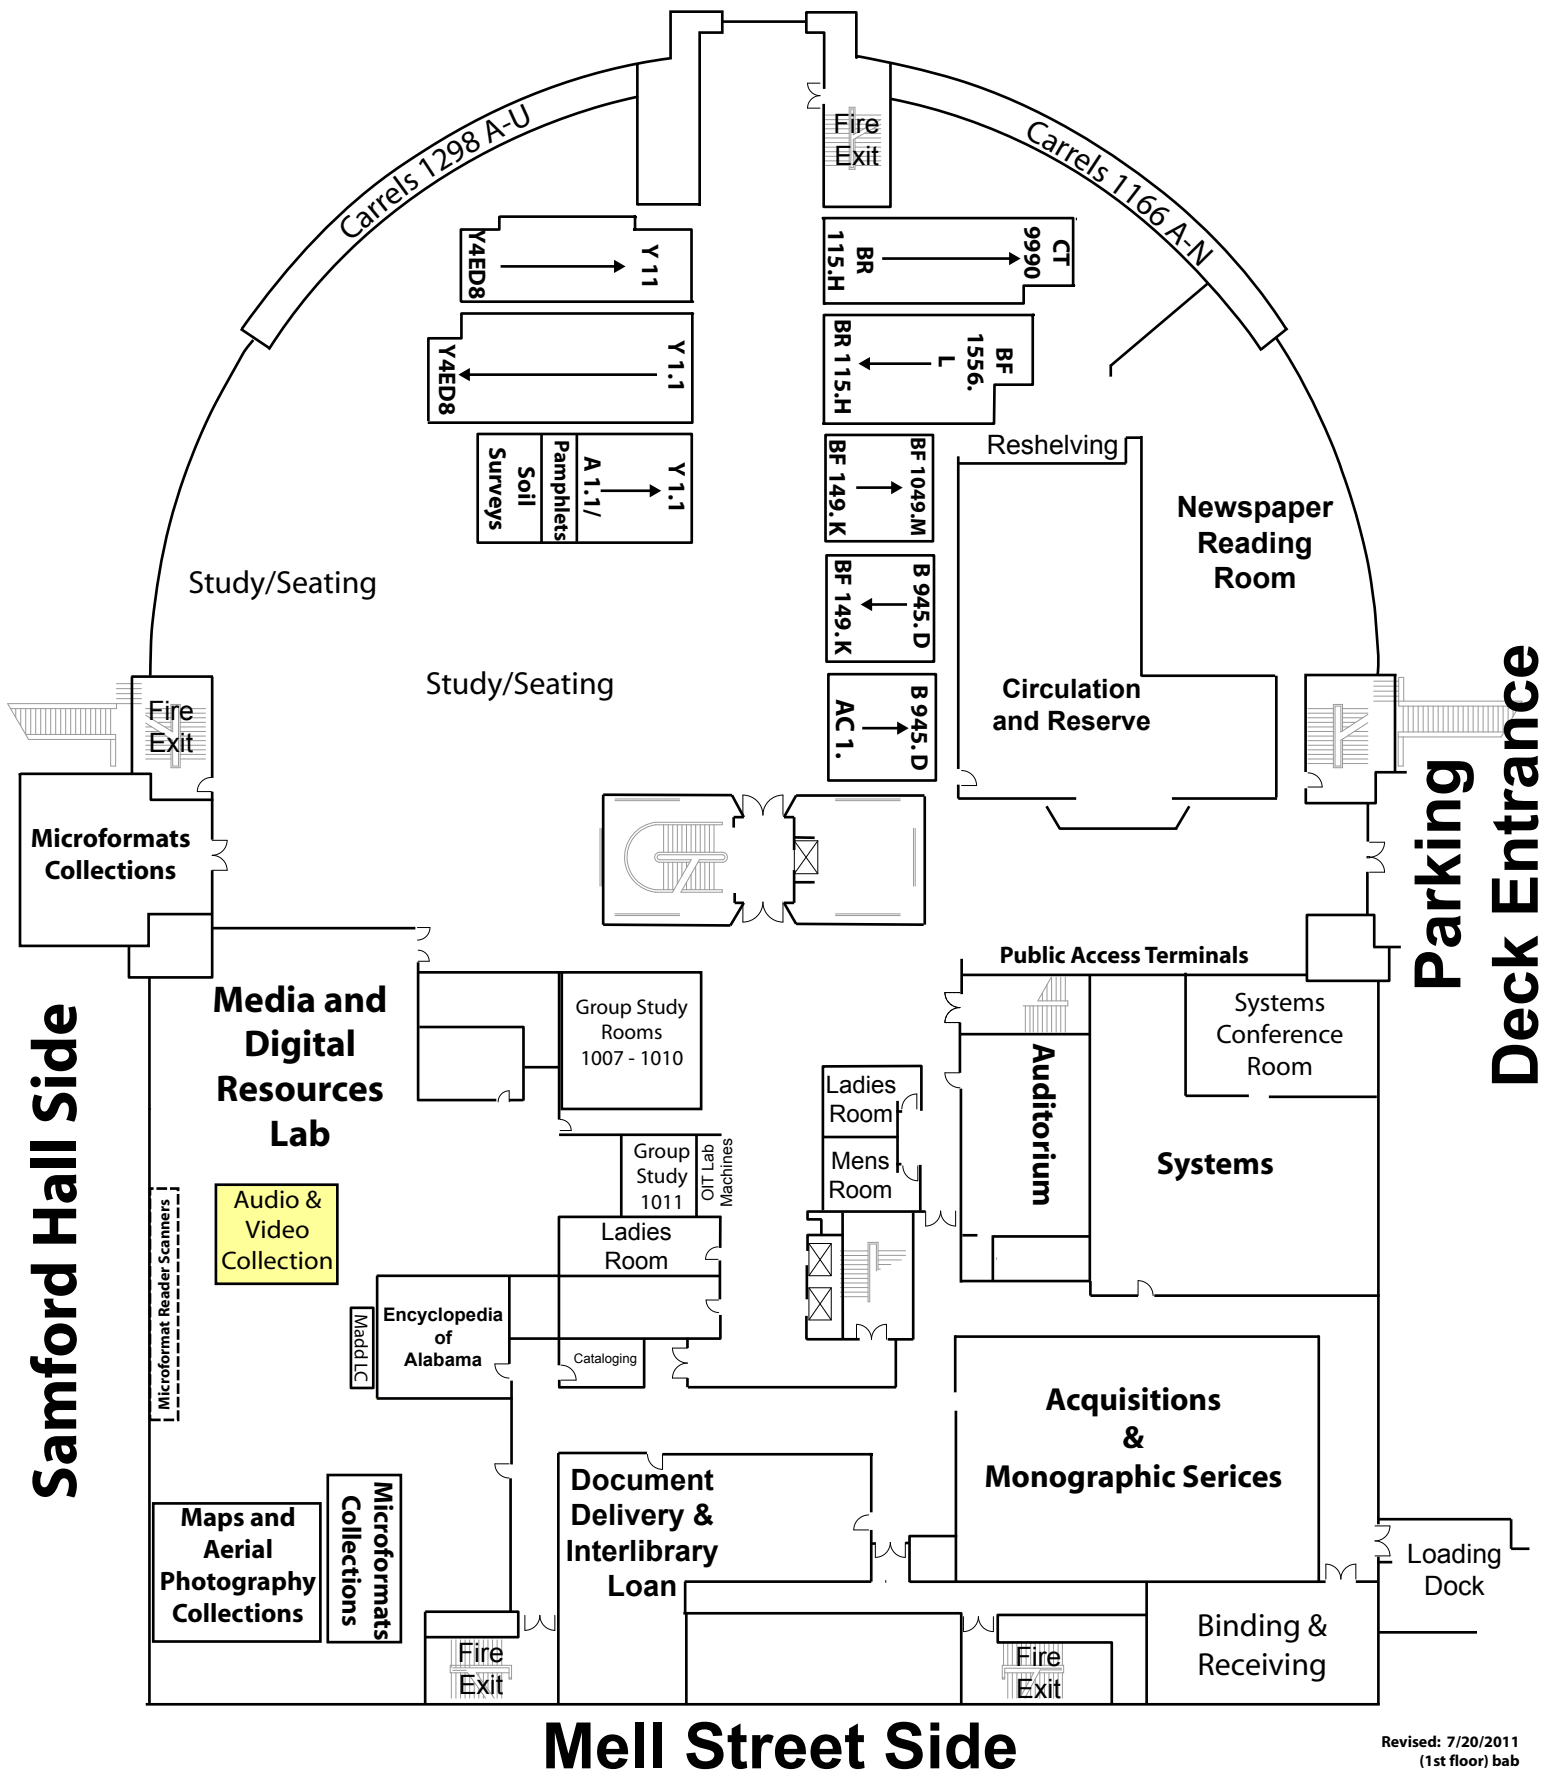 Carrels 1298 A-U
Carrels 1166 A-N
Fire
Exit
Y4ED8
Y 11
BR
115.H
CT
9990
Y4ED8
Y 1.1
BR 115.H
BF
1556.
L
Reshelving
Soil
Surveys
Pamphlets
A 1.1/
Y 1.1
BF 149.K
BF 1049.M
Newspaper
Reading
Room
BF 149.K
B 945.D
Study/Seating
Study/Seating
AC 1.
B 945.D
Circulation
and Reserve
Fire
Exit
Parking
Deck Entrance
Microformats
Collections
Public Access Terminals
Media and
Digital
Resources
Lab
Group Study
Rooms
1007 - 1010
Systems
Conference
Room
Auditorium
Ladies
Room
Mens
Room
Systems
Group
Study
1011
OIT Lab
Machines
Samford Hall Side
Microformat Reader Scanners
Audio &
Video
Collection
Ladies
Room
Madd LC
Encyclopedia
of
Alabama
Cataloging
Acquisitions
&
Monographic Serices
Maps and
Aerial
Photography
Collections
Microformats
Collections
Document
Delivery &
Interlibrary
Loan
Loading
Dock
Fire
Exit
Fire
Exit
Binding &
Receiving
Mell Street Side
Revised: 7/20/2011
(1st floor) bab